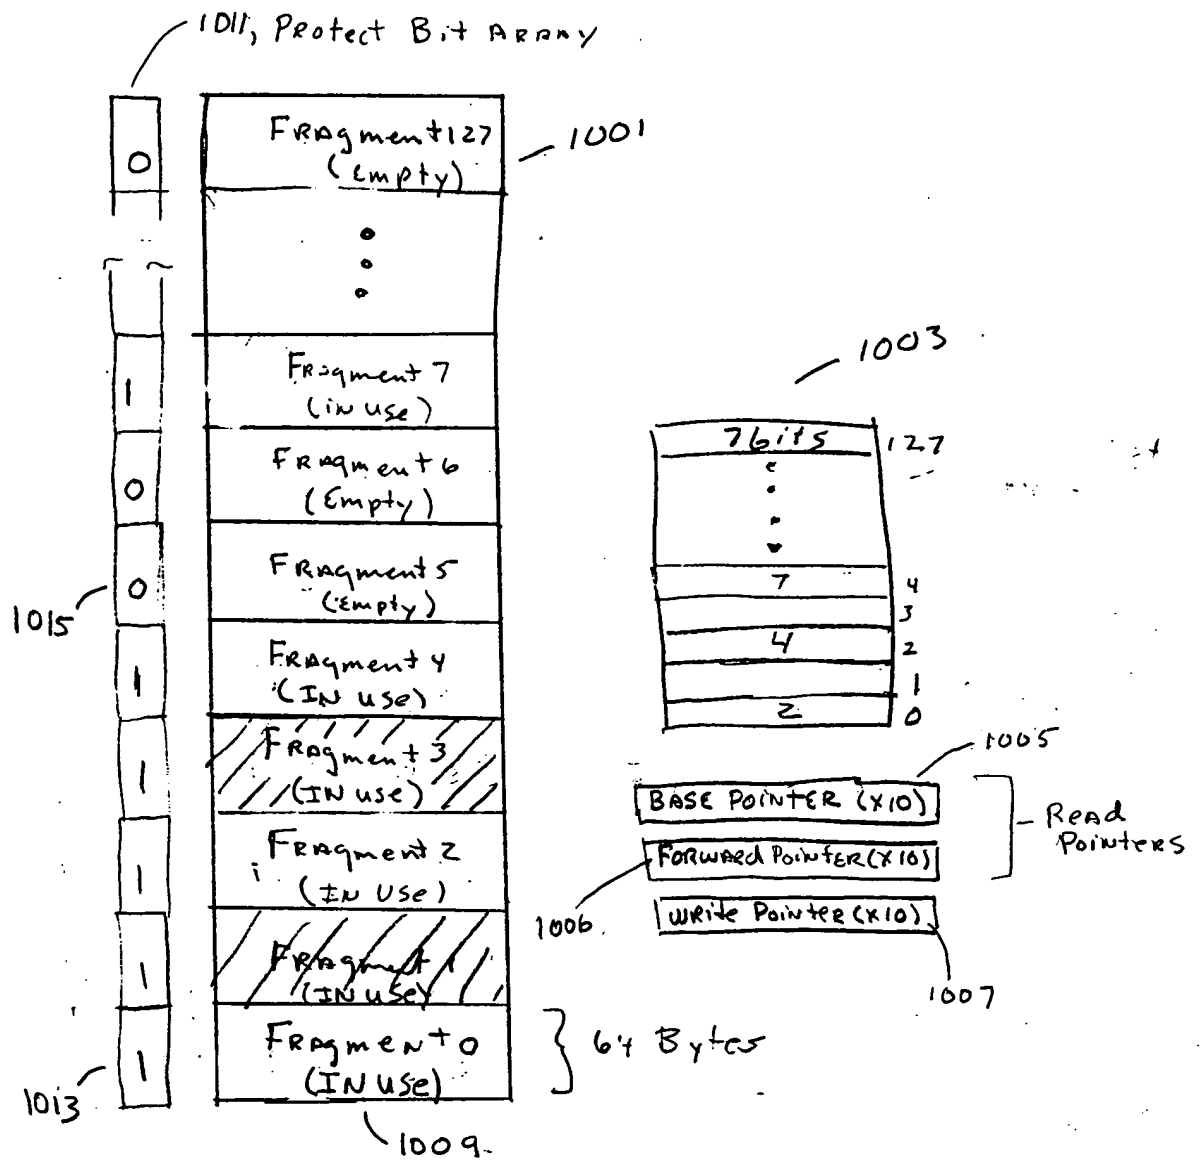 1011, Protect Bit Array
0
Fragment 127
(Empty)
1001
1
Fragment 7
(in use)
1003
7 bits
127
0
Fragment 6
(Empty)
0
Fragment 5
(Empty)
1015
7
4
3
4
2
1
2
0
1
Fragment 4
(IN use)
1
Fragment 3
(IN use)
1005
Base Pointer (x10)
Forward Pointer (x10)
Read
Pointers
1006
Write Pointer (x10)
1007
1
Fragment 2
(IN use)
1
Fragment 1
(IN use)
1
Fragment 0
(IN use)
64 Bytes
1013
1009